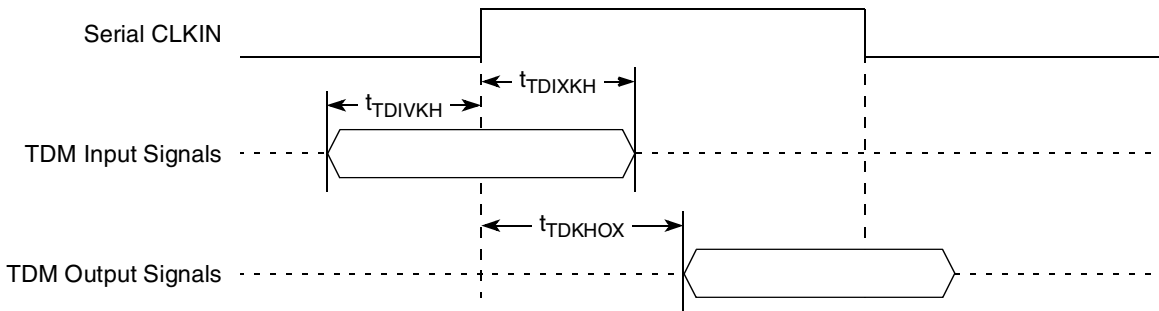 Serial CLKIN
tTDIXKH
tTDIVKH
TDM Input Signals
tTDKHOX
TDM Output Signals